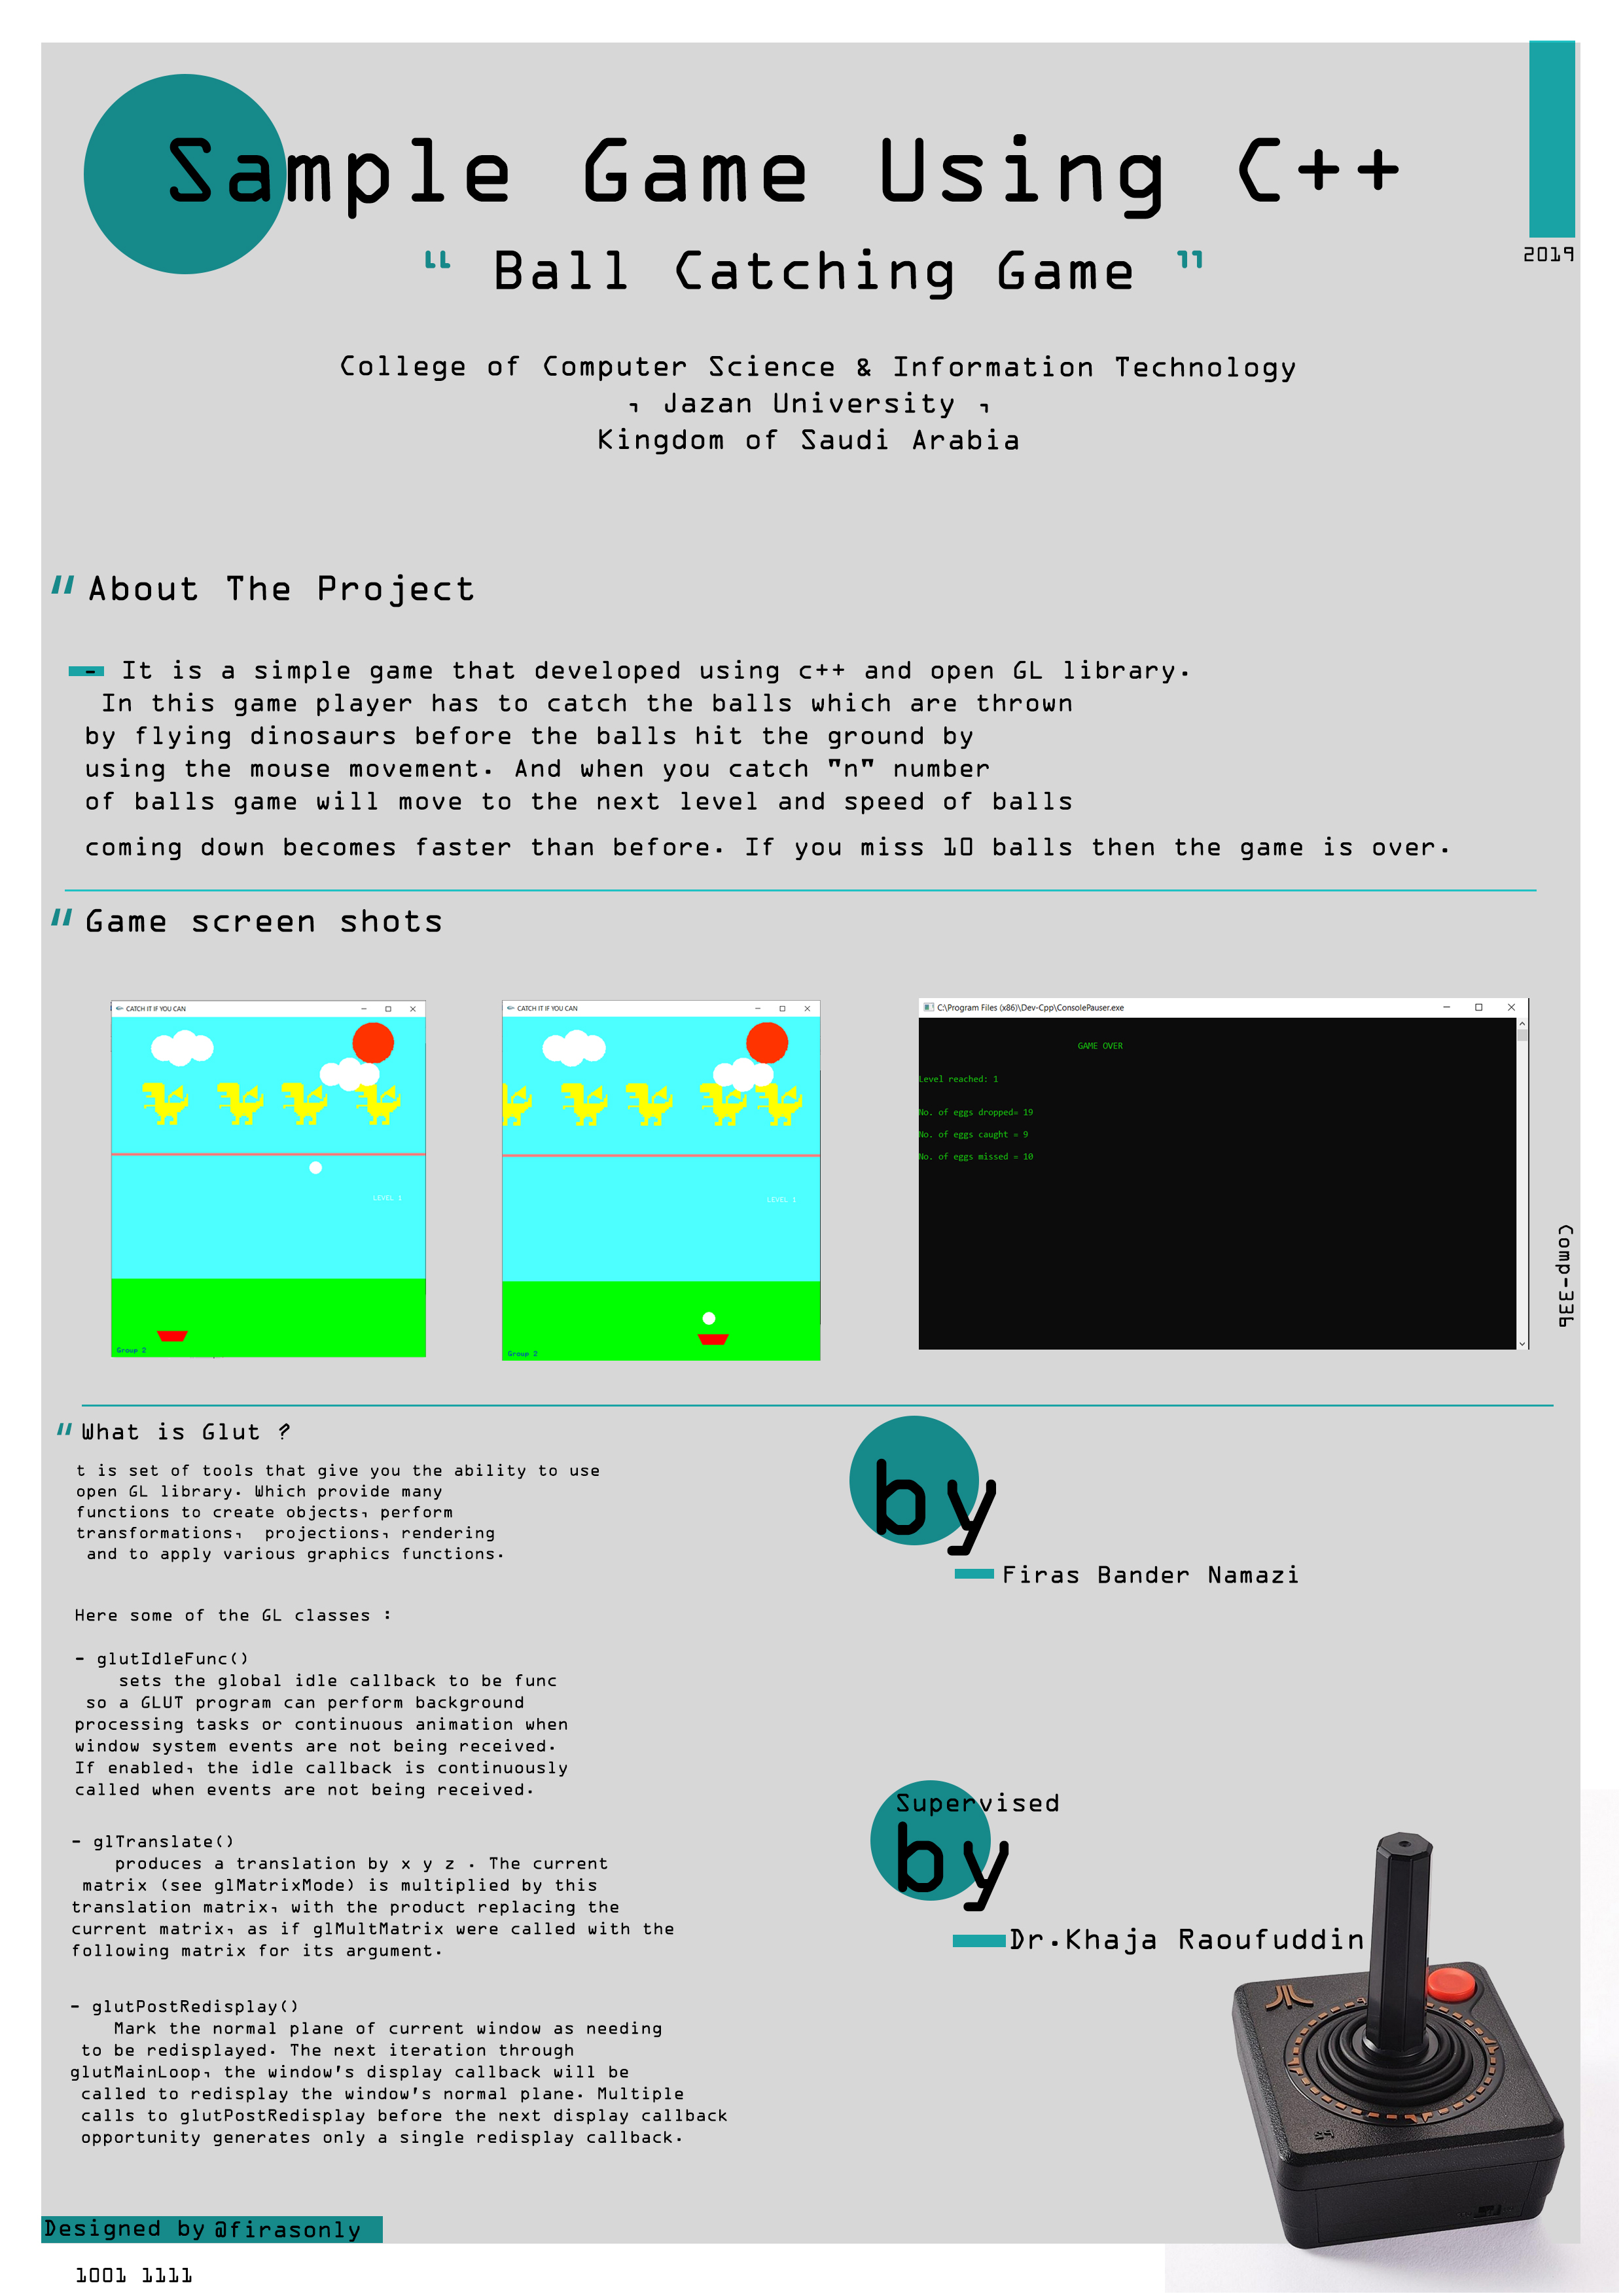 Sample Game Using C++
2019
“ Ball Catching Game ”
College of Computer Science & Information Technology
, Jazan University ,
Kingdom of Saudi Arabia
" About The Project
- It is a simple game that developed using c++ and open GL library.
In this game player has to catch the balls which are thrown
by flying dinosaurs before the balls hit the ground by
using the mouse movement. And when you catch "n" number
of balls game will move to the next level and speed of balls
coming down becomes faster than before. If you miss 10 balls then the game is over.
" Game screen shots
CATCH IT IF YOU CAN
LEVEL 1
Group 2
CATCH IT IF YOU CAN
LEVEL 1
Group 2
C:\Program Files (x86)\Dev-Cpp\ConsolePauser.exe
GAME OVER
Level reached: 1
No. of eggs dropped= 19
No. of eggs caught = 9
No. of eggs missed = 10
Comp-336
" What is Glut ?
t is set of tools that give you the ability to use
open GL library. Which provide many
functions to create objects, perform
transformations,  projections, rendering
and to apply various graphics functions.
Here some of the GL classes :
- glutIdleFunc()
sets the global idle callback to be func
so a GLUT program can perform background
processing tasks or continuous animation when
window system events are not being received.
If enabled, the idle callback is continuously
called when events are not being received.
- glTranslate()
produces a translation by x y z . The current
matrix (see glMatrixMode) is multiplied by this
translation matrix, with the product replacing the
current matrix, as if glMultMatrix were called with the
following matrix for its argument.
- glutPostRedisplay()
Mark the normal plane of current window as needing
to be redisplayed. The next iteration through
glutMainLoop, the window's display callback will be
called to redisplay the window's normal plane. Multiple
calls to glutPostRedisplay before the next display callback
opportunity generates only a single redisplay callback.
by
Firas Bander Namazi
Supervised
by
Dr.Khaja Raoufuddin
Designed by @firasonly
1001 1111